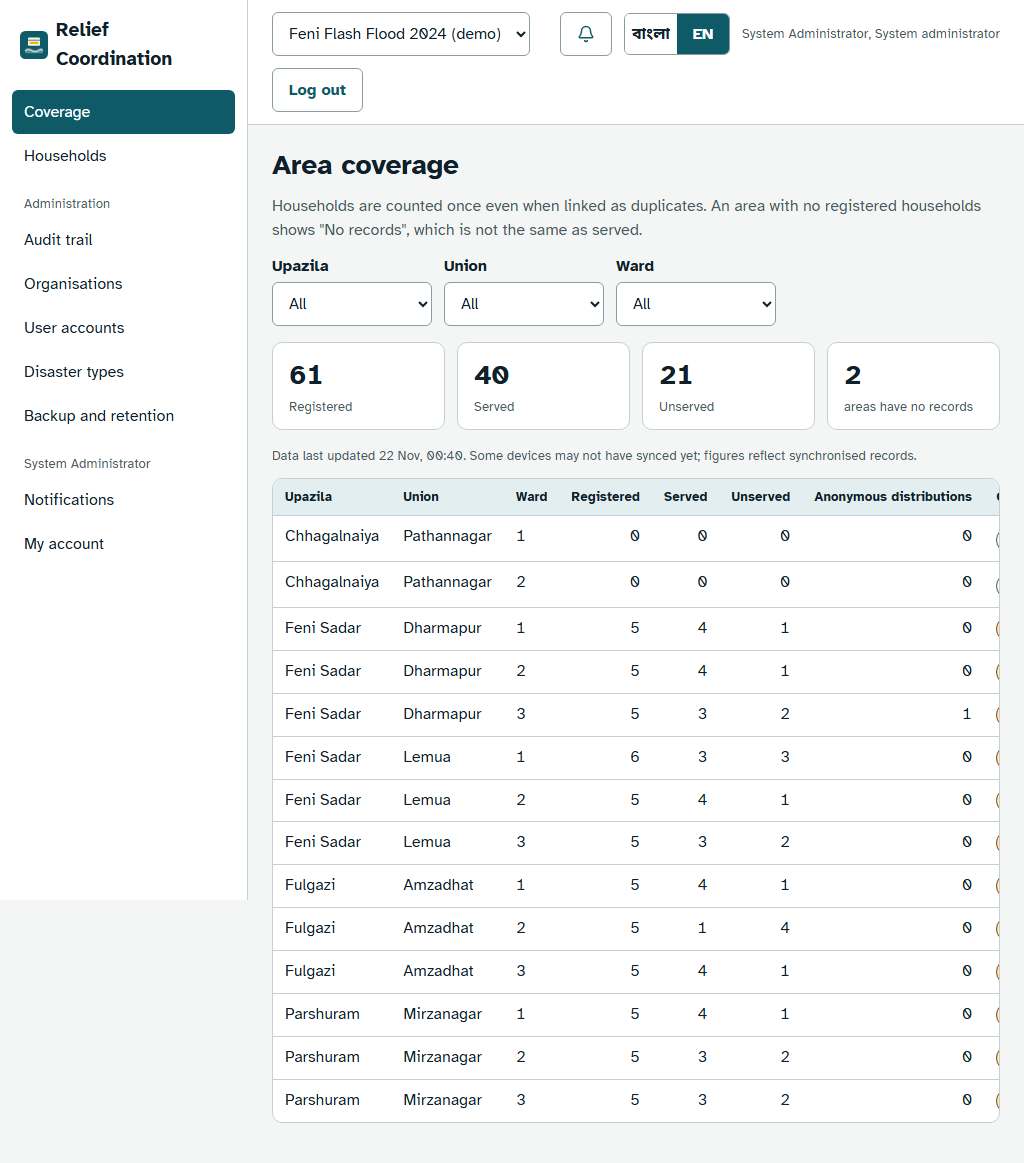 Relief
Coordination
Coverage
Households
Administration
Audit trail
Organisations
User accounts
Disaster types
Backup and retention
System Administrator
Notifications
My account
Feni Flash Flood 2024 (demo)
বাংলা EN
System Administrator, System administrator
Log out
Area coverage
Households are counted once even when linked as duplicates. An area with no registered households
shows "No records", which is not the same as served.
Upazila Union Ward
All All All
61 40 21 2
Registered Served Unserved areas have no records
Data last updated 22 Nov, 00:40. Some devices may not have synced yet; figures reflect synchronised records.
Upazila Union Ward Registered Served Unserved Anonymous distributions
Chhagalnaiya Pathannagar 1 0 0 0 0
Chhagalnaiya Pathannagar 2 0 0 0 0
Feni Sadar Dharmapur 1 5 4 1 0
Feni Sadar Dharmapur 2 5 4 1 0
Feni Sadar Dharmapur 3 5 3 2 1
Feni Sadar Lemua 1 6 3 3 0
Feni Sadar Lemua 2 5 4 1 0
Feni Sadar Lemua 3 5 3 2 0
Fulgazi Amzadhat 1 5 4 1 0
Fulgazi Amzadhat 2 5 1 4 0
Fulgazi Amzadhat 3 5 4 1 0
Parshuram Mirzanagar 1 5 4 1 0
Parshuram Mirzanagar 2 5 3 2 0
Parshuram Mirzanagar 3 5 3 2 0